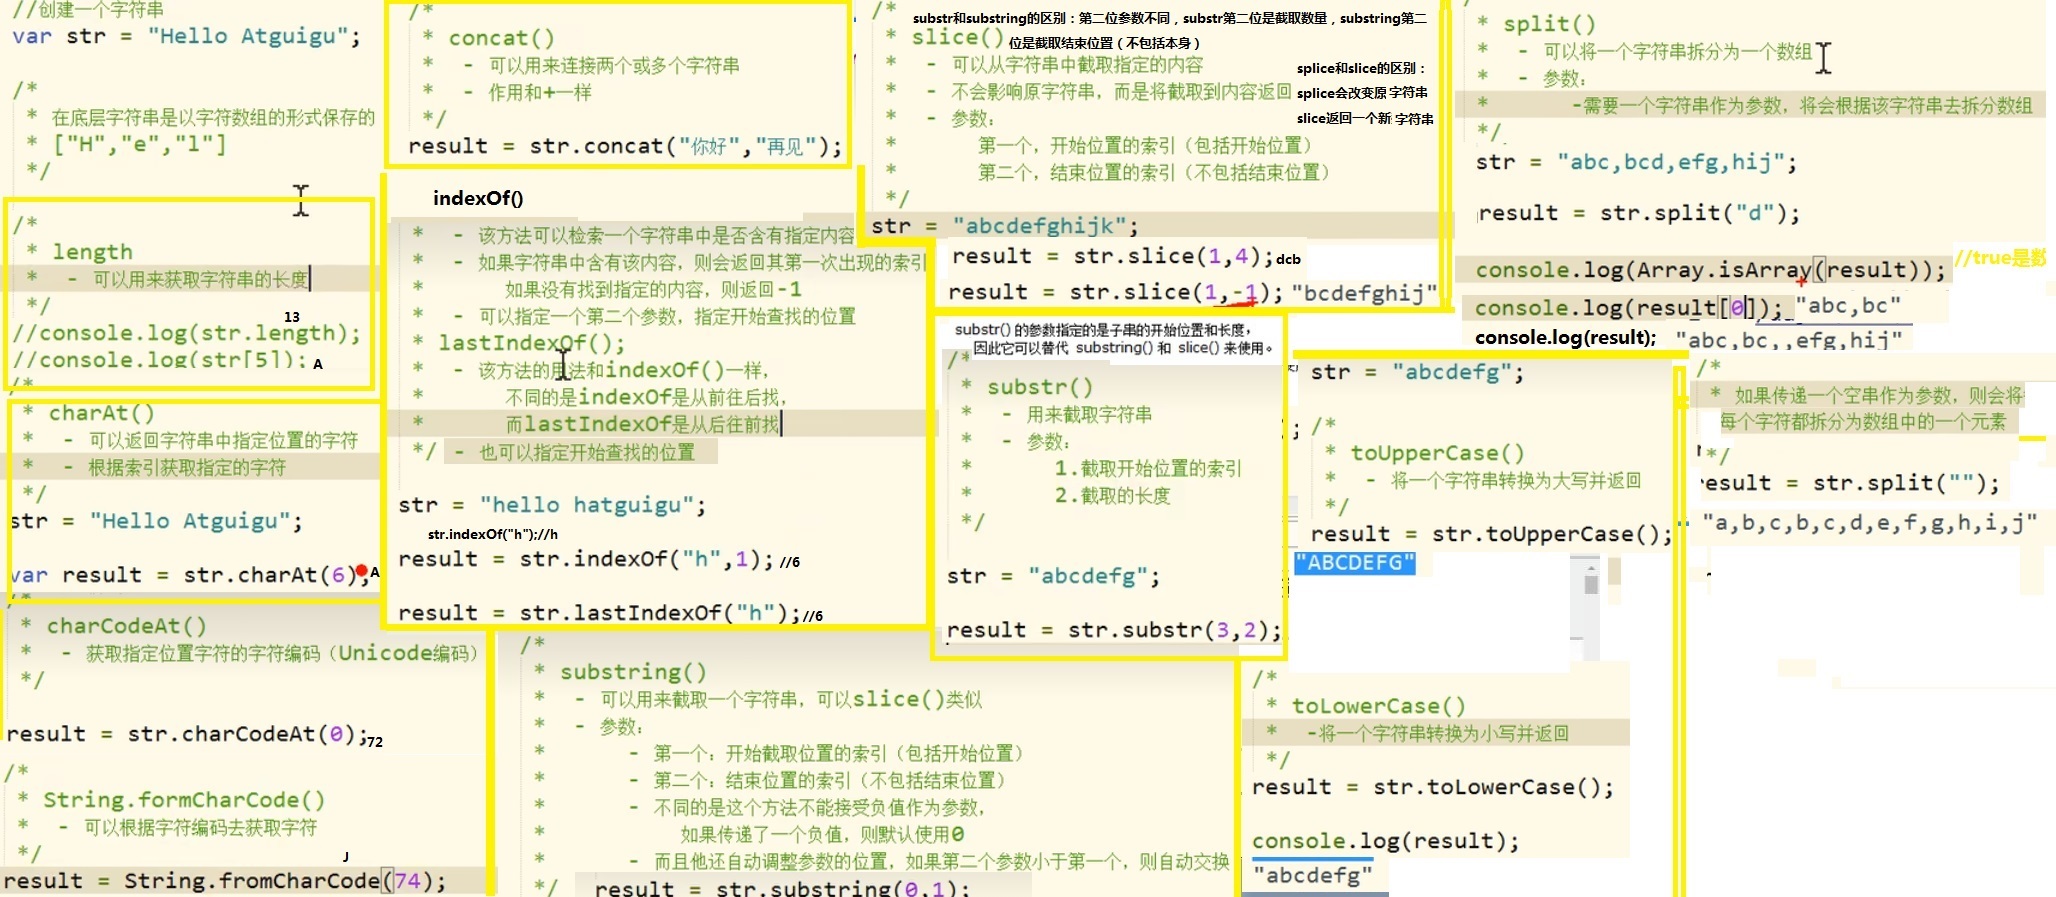 //创建一个字符串
var str = "Hello Atguigu";
/*
* 在底层字符串是以字符数组的形式保存的
* ["H","e","l"]
*/
/*
* length
* - 可以用来获取字符串的长度
*/
13
//console.log(str.length);
//console.log(str[5]); A
/*
* charAt()
* - 可以返回字符串中指定位置的字符
* - 根据索引获取指定的字符
*/
str = "Hello Atguigu";
var result = str.charAt(6); A
/*
* charCodeAt()
* - 获取指定位置字符的字符编码（Unicode编码）
*/
result = str.charCodeAt(0);72
/*
* String.formCharCode()
* - 可以根据字符编码去获取字符
*/
J
result = String.fromCharCode(74);
/*
* concat()
* - 可以用来连接两个或多个字符串
* - 作用和+一样
*/
result = str.concat("你好","再见");
indexOf()
* - 该方法可以检索一个字符串中是否含有指定内容
* - 如果字符串中含有该内容，则会返回其第一次出现的索引
* 如果没有找到指定的内容，则返回-1
* - 可以指定一个第二个参数，指定开始查找的位置
* lastIndexOf();
* - 该方法的用法和indexOf()一样，
* 不同的是indexOf是从前往后找，
* 而lastIndexOf是从后往前找
*/ - 也可以指定开始查找的位置
str = "hello hatguigu";
str.indexOf("h");//h
result = str.indexOf("h",1); //6
result = str.lastIndexOf("h");//6
/*
* substring()
* - 可以用来截取一个字符串，可以slice()类似
* - 参数：
* - 第一个：开始截取位置的索引（包括开始位置）
* - 第二个：结束位置的索引（不包括结束位置）
* - 不同的是这个方法不能接受负值作为参数，
* 如果传递了一个负值，则默认使用0
* - 而且他还自动调整参数的位置，如果第二个参数小于第一个，则自动交换
*/ result = str.substring(0,1);
/*
substr和substring的区别：第二位参数不同，substr第二位是截取数量，substring第二
位是截取结束位置（不包括本身）
* slice()
* - 可以从字符串中截取指定的内容
* - 不会影响原字符串，而是将截取到内容返回
* - 参数：
* 第一个，开始位置的索引（包括开始位置）
* 第二个，结束位置的索引（不包括结束位置）
*/
splice和slice的区别：
splice会改变原字符串
slice返回一个新字符串
str = "abcdefghijk";
result = str.slice(1,4);dcb
result = str.slice(1,-1);"bcdefghij"
substr() 的参数指定的是子串的开始位置和长度，
因此它可以替代 substring() 和 slice() 来使用。
/*
* substr()
* - 用来截取字符串
* - 参数：
* 1.截取开始位置的索引
* 2.截取的长度
*/
str = "abcdefg";
result = str.substr(3,2);
str = "abcdefg";
/*
* toUpperCase()
* - 将一个字符串转换为大写并返回
*/
result = str.toUpperCase();
"ABCDEFG"
/*
* toLowerCase()
* -将一个字符串转换为小写并返回
*/
result = str.toLowerCase();
console.log(result);
"abcdefg"
* split()
* - 可以将一个字符串拆分为一个数组
* - 参数：
* -需要一个字符串作为参数，将会根据该字符串去拆分数组
*/
str = "abc,bcd,efg,hij";
result = str.split("d");
console.log(Array.isArray(result)); //true是数
console.log(result[0]); "abc,bc"
console.log(result); "abc,bc,,efg,hij"
/*
* 如果传递一个空串作为参数，则会将
每个字符都拆分为数组中的一个元素
*/
result = str.split("");
"a,b,c,b,c,d,e,f,g,h,i,j"